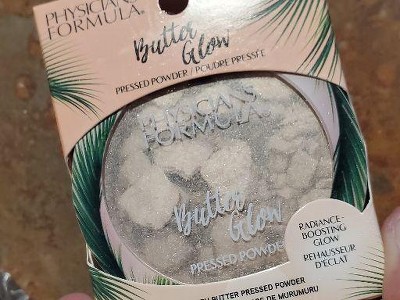 PHYSICIANS
FORMULA®
Butter
Glow
PRESSED POWDER / POUDRE PRESSÉE
PHYSICIANS
FORMULA
Butter
Glow
PRESSED POWDER
RADIANCE-
BOOSTING
GLOW
REHAUSSEUR
D'ÉCLAT
BUTTER PRESSED POWDER
DE MURUMURU